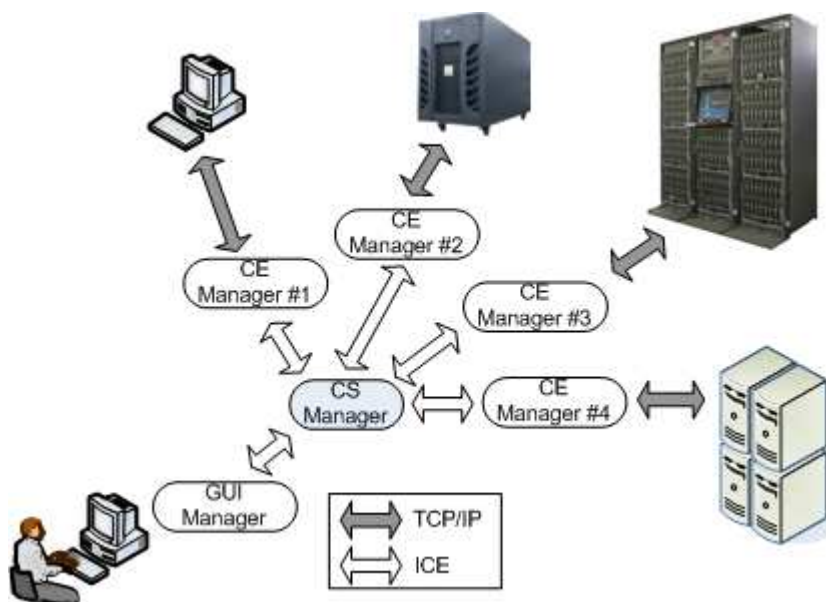 CE
Manager #2
CE
Manager #1
CE
Manager #3
CS
Manager
CE
Manager #4
GUI
Manager
TCP/IP
ICE